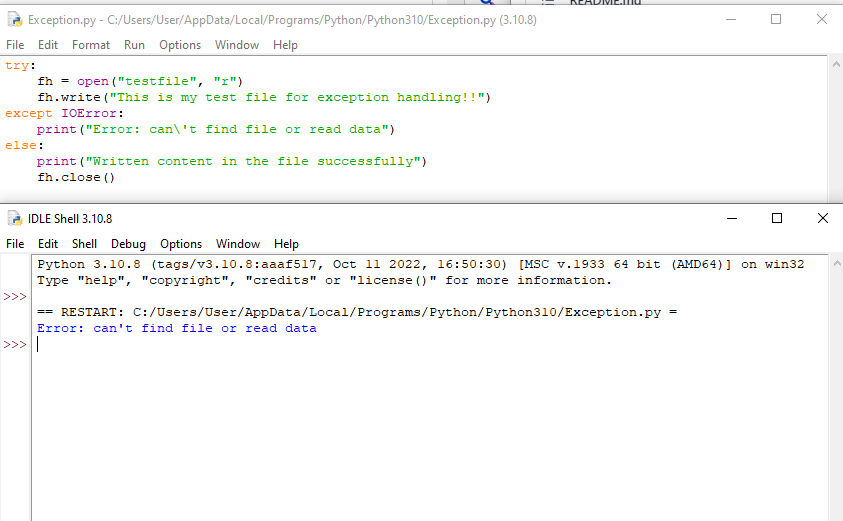 README.md
Exception.py - C:/Users/User/AppData/Local/Programs/Python/Python310/Exception.py (3.10.8)
File Edit Format Run Options Window Help
try:
    fh = open("testfile", "r")
    fh.write("This is my test file for exception handling!!")
except IOError:
    print("Error: can\'t find file or read data")
else:
    print("Written content in the file successfully")
    fh.close()
IDLE Shell 3.10.8
File Edit Shell Debug Options Window Help
Python 3.10.8 (tags/v3.10.8:aaaf517, Oct 11 2022, 16:50:30) [MSC v.1933 64 bit (AMD64)] on win32
Type "help", "copyright", "credits" or "license()" for more information.
>>>
== RESTART: C:/Users/User/AppData/Local/Programs/Python/Python310/Exception.py =
Error: can't find file or read data
>>>